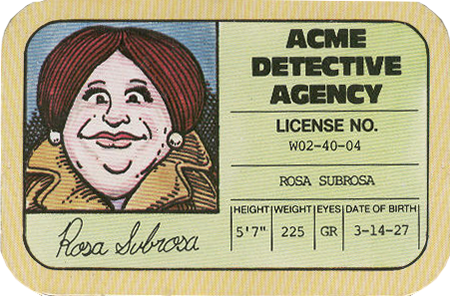 ACME
DETECTIVE
AGENCY
LICENSE NO.
W02-40-04
ROSA SUBROSA
HEIGHT WEIGHT EYES DATE OF BIRTH
5'7" 225 GR 3-14-27
Rosa Subrosa